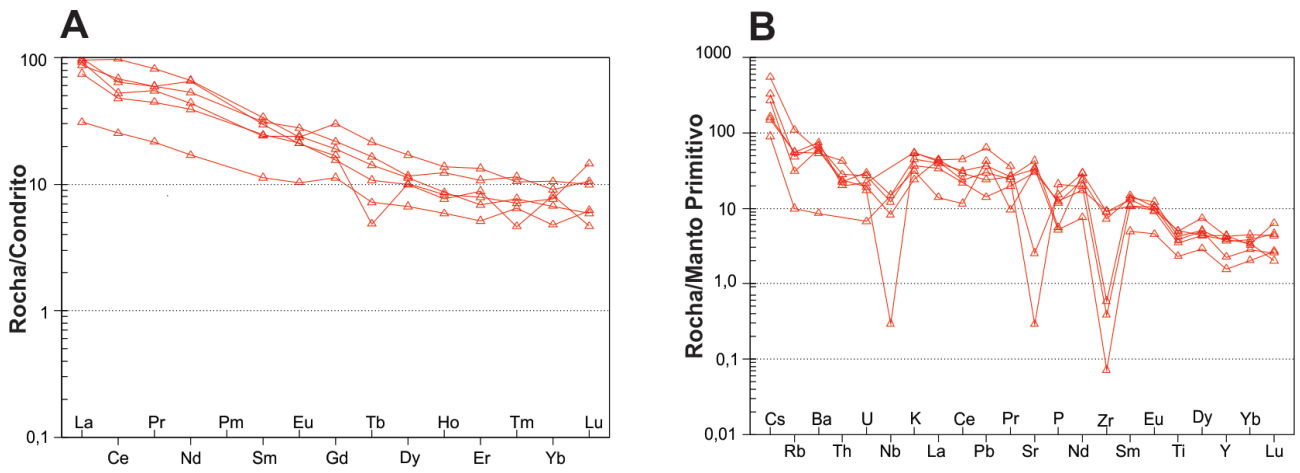 A
Rocha/Condrito
100
10
1
0,1
La Pr Pm Eu Tb Ho Tm Lu
Ce Nd Sm Gd Dy Er Yb
B
Rocha/Manto Primitivo
1000
100
10
1,0
0,1
0,01
Cs Ba U K Ce Pr P Zr Eu Dy Yb
Rb Th Nb La Pb Sr Nd Sm Ti Y Lu